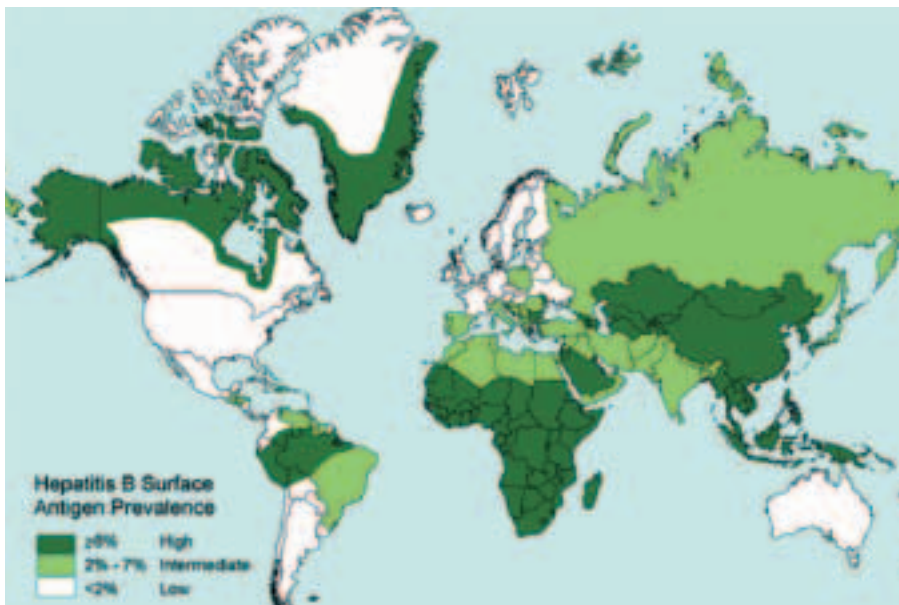 Hepatitis B Surface
Antigen Prevalence
≥8% High
2% - 7% Intermediate
<2% Low